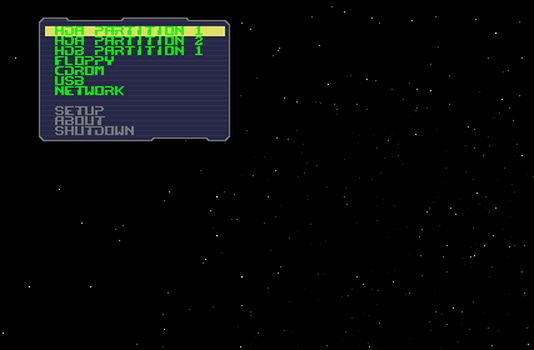 HDA PARTITION 1
HDA PARTITION 2
HDB PARTITION 1
FLOPPY
CDROM
USB
NETWORK
SETUP
ABOUT
SHUTDOWN